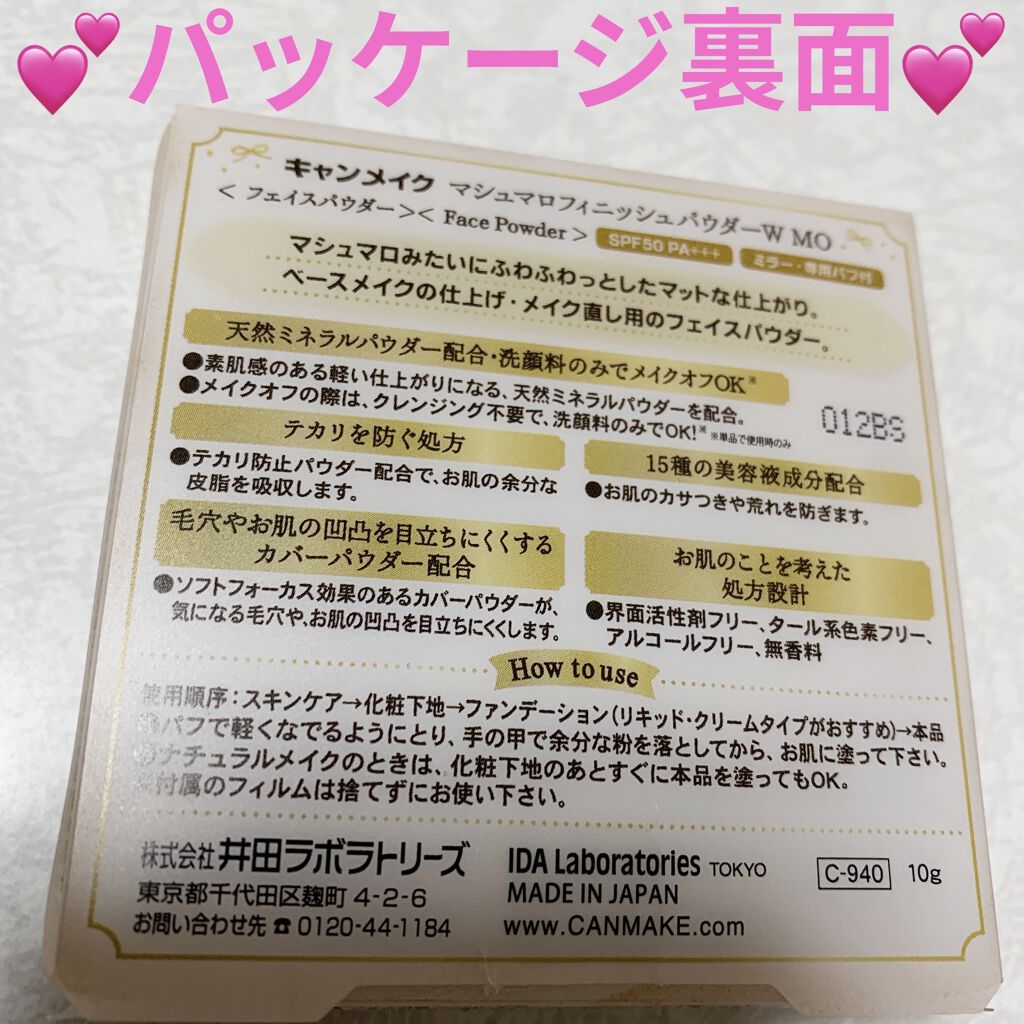 💕パッケージ裏面💕
キャンメイク マシュマロフィニッシュパウダーW MO
<フェイスパウダー><Face Powder> SPF50 PA+++ ミラー・専用パフ付
マシュマロみたいにふわふわっとしたマットな仕上がり。
ベースメイクの仕上げ・メイク直し用のフェイスパウダー。
天然ミネラルパウダー配合・洗顔料のみでメイクオフOK※
●素肌感のある軽い仕上がりになる、天然ミネラルパウダーを配合。
●メイクオフの際は、クレンジング不要で、洗顔料のみでOK!※ ※単品で使用時のみ
012BS
テカリを防ぐ処方
●テカリ防止パウダー配合で、お肌の余分な
皮脂を吸収します。
15種の美容液成分配合
●お肌のカサつきや荒れを防ぎます。
毛穴やお肌の凹凸を目立ちにくくする
カバーパウダー配合
●ソフトフォーカス効果のあるカバーパウダーが、
気になる毛穴や、お肌の凹凸を目立ちにくくします。
お肌のことを考えた
処方設計
●界面活性剤フリー、タール系色素フリー、
アルコールフリー、無香料
How to use
使用順序:スキンケア→化粧下地→ファンデーション(リキッド・クリームタイプがおすすめ)→本品
パフで軽くなでるようにとり、手の甲で余分な粉を落としてから、お肌に塗って下さい。
ナチュラルメイクのときは、化粧下地のあとすぐに本品を塗ってもOK。
付属のフィルムは捨てずにお使い下さい。
株式会社 井田ラボラトリーズ
東京都千代田区麹町 4-2-6
お問い合わせ先 ☎ 0120-44-1184
IDA Laboratories TOKYO
MADE IN JAPAN
www.CANMAKE.com
C-940 10g